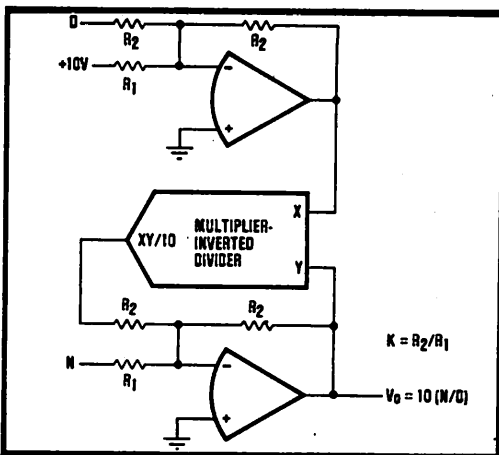 D
R2
R2
+10V
R1
−
+
X
XY/10
MULTIPLIER-
INVERTED
DIVIDER
Y
R2
R2
K = R2/R1
N
R1
−
+
V0 = 10 (N/D)